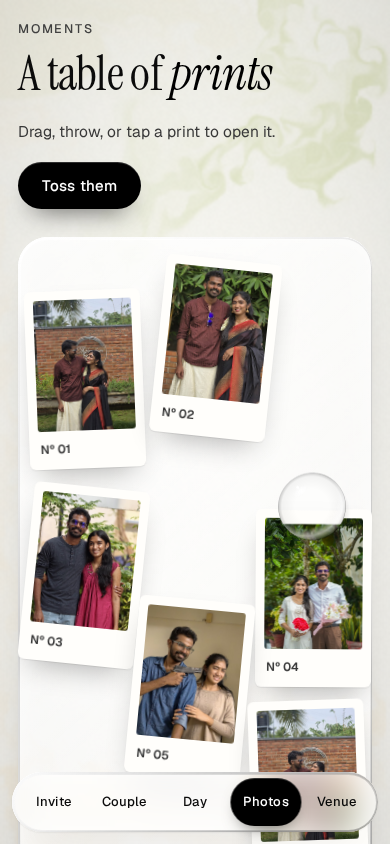 MOMENTS
A table of prints
Drag, throw, or tap a print to open it.
Toss them
Nº 01
Nº 02
Nº 03
Nº 04
Nº 05
Invite
Couple
Day
Photos
Venue